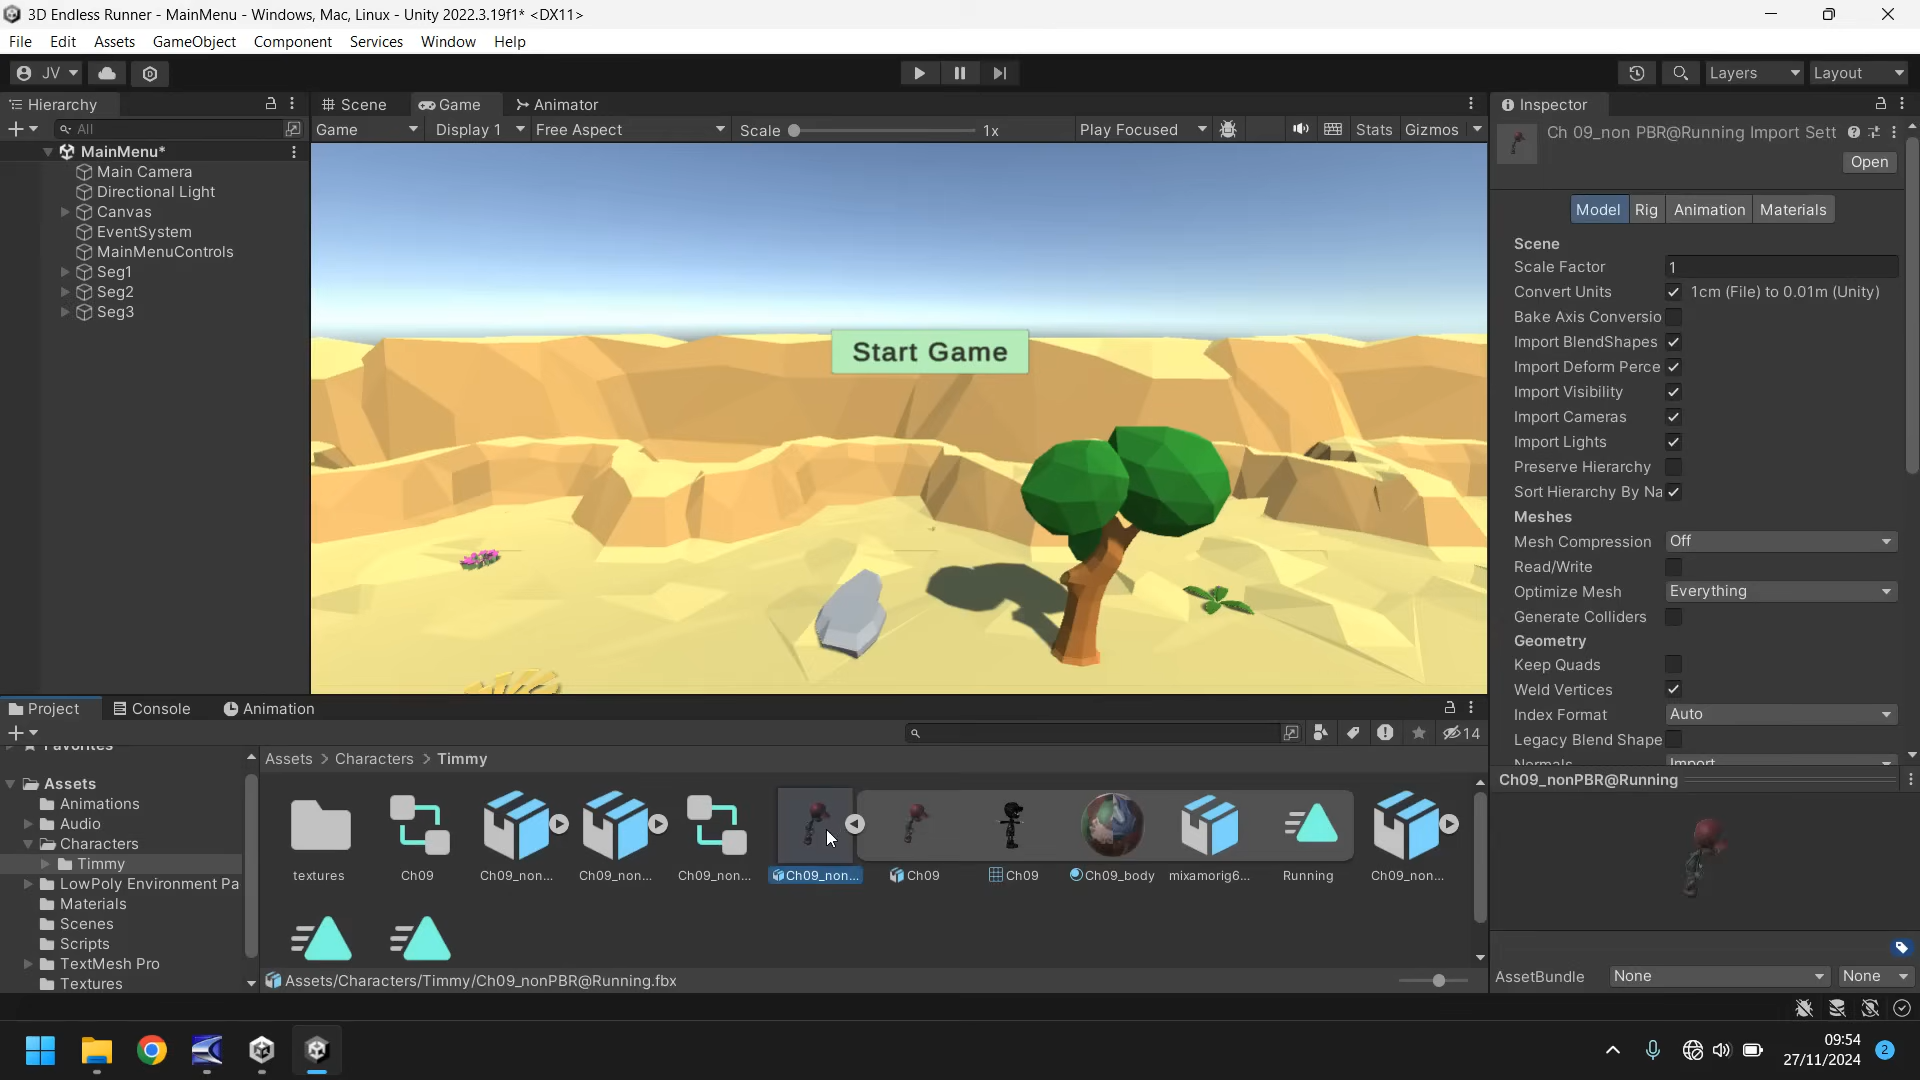 3D Endless Runner - MainMenu - Windows, Mac, Linux - Unity 2022.3.19f1* <DX11>
File Edit Assets GameObject Component Services Window Help
JV Layers Layout
Hierarchy Scene Game Animator Inspector
All Game Display 1 Free Aspect Scale 1x Play Focused Stats Gizmos Ch 09_non PBR@Running Import Sett
MainMenu*
Open
Main Camera
Directional Light
Canvas
EventSystem
MainMenuControls
Seg1
Seg2
Seg3
Start Game
Model Rig Animation Materials
Scene
Scale Factor 1
Convert Units 1cm (File) to 0.01m (Unity)
Bake Axis Conversio
Import BlendShapes
Import Deform Perce
Import Visibility
Import Cameras
Import Lights
Preserve Hierarchy
Sort Hierarchy By Na
Meshes
Mesh Compression Off
Read/Write
Optimize Mesh Everything
Generate Colliders
Geometry
Keep Quads
Weld Vertices
Index Format Auto
Legacy Blend Shape
Normals Import
Project Console Animation
14
Favorites
Assets
Animations
Audio
Characters
Timmy
LowPoly Environment Pa
Materials
Scenes
Scripts
TextMesh Pro
Textures
Assets > Characters > Timmy
textures Ch09 Ch09_non... Ch09_non... Ch09_non... Ch09_non... Ch09 Ch09 Ch09_body mixamorig6... Running Ch09_non...
Assets/Characters/Timmy/Ch09_nonPBR@Running.fbx
Ch09_nonPBR@Running
AssetBundle None None
09:54
27/11/2024
2